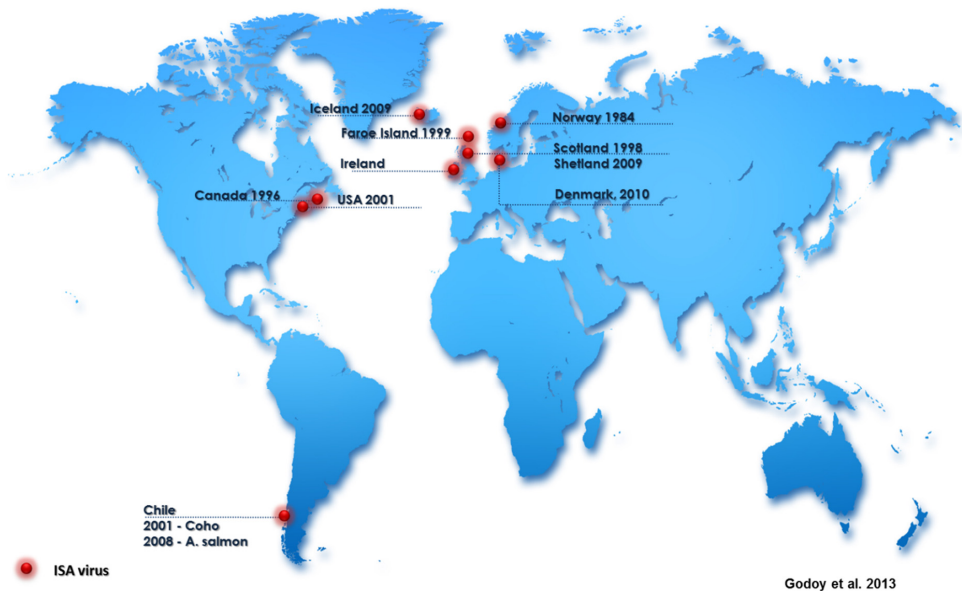 Iceland 2009
Norway 1984
Faroe Island 1999
Scotland 1998
Shetland 2009
Ireland
Canada 1996
USA 2001
Denmark, 2010
Chile
2001 - Coho
2008 - A. salmon
ISA virus
Godoy et al. 2013